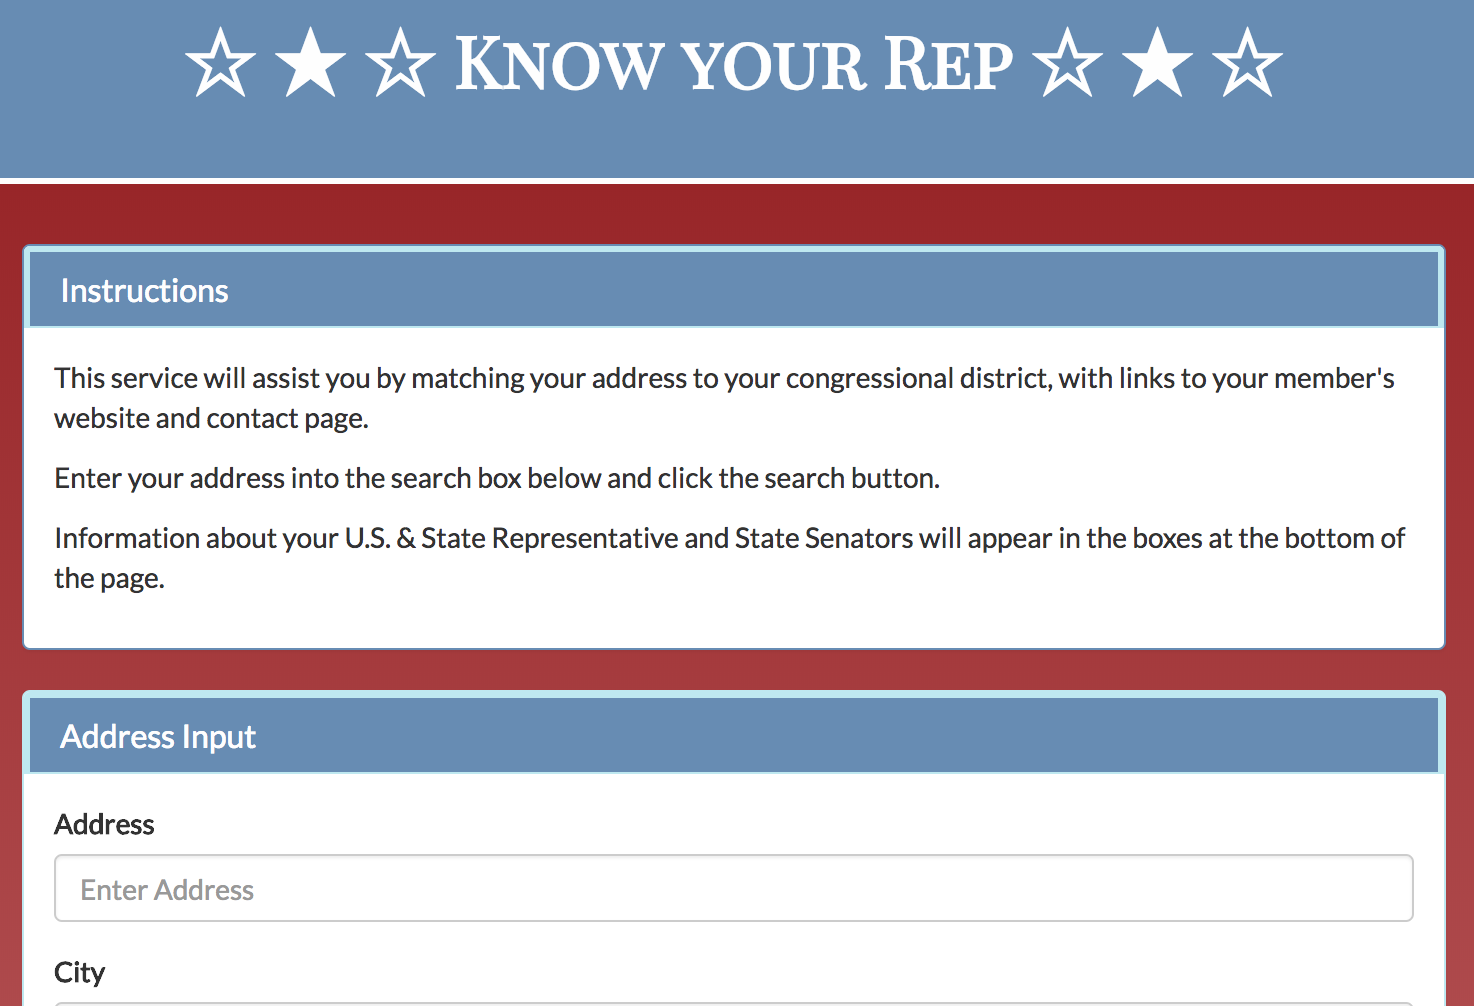 ☆ ★ ☆ Know your Rep ☆ ★ ☆
Instructions
This service will assist you by matching your address to your congressional district, with links to your member's
website and contact page.
Enter your address into the search box below and click the search button.
Information about your U.S. & State Representative and State Senators will appear in the boxes at the bottom of
the page.
Address Input
Address
Enter Address
City